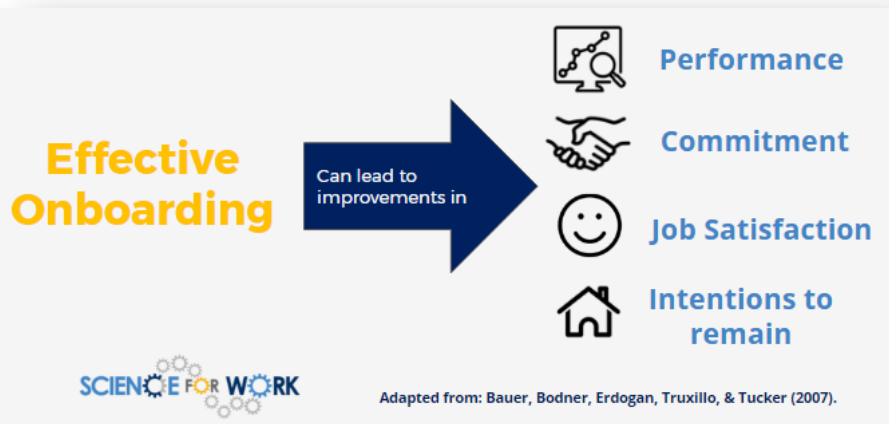 Effective
Onboarding
Can lead to
improvements in
Performance
Commitment
Job Satisfaction
Intentions to
remain
SCIENCE FOR WORK
Adapted from: Bauer, Bodner, Erdogan, Truxillo, & Tucker (2007).